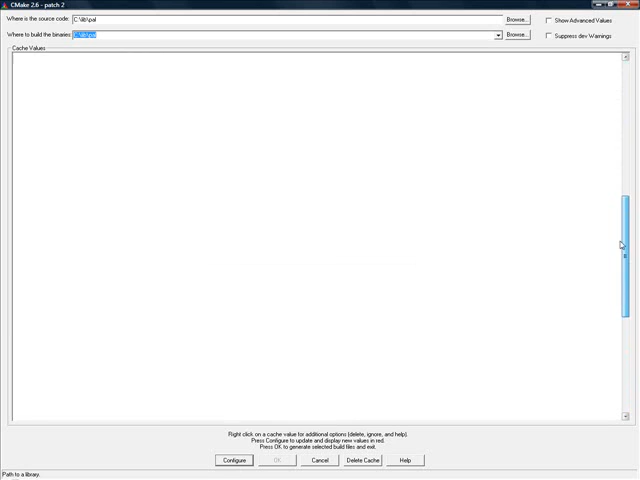 CMake 2.6 - patch 2
Where is the source code: C:\lib\pal Browse... Show Advanced Values
Where to build the binaries: C:\lib\pal Browse... Suppress dev Warnings
Cache Values
Right click on a cache value for additional options (delete, ignore, and help).
Press Configure to update and display new values in red.
Press OK to generate selected build files and exit.
Configure OK Cancel Delete Cache Help
Path to a library.